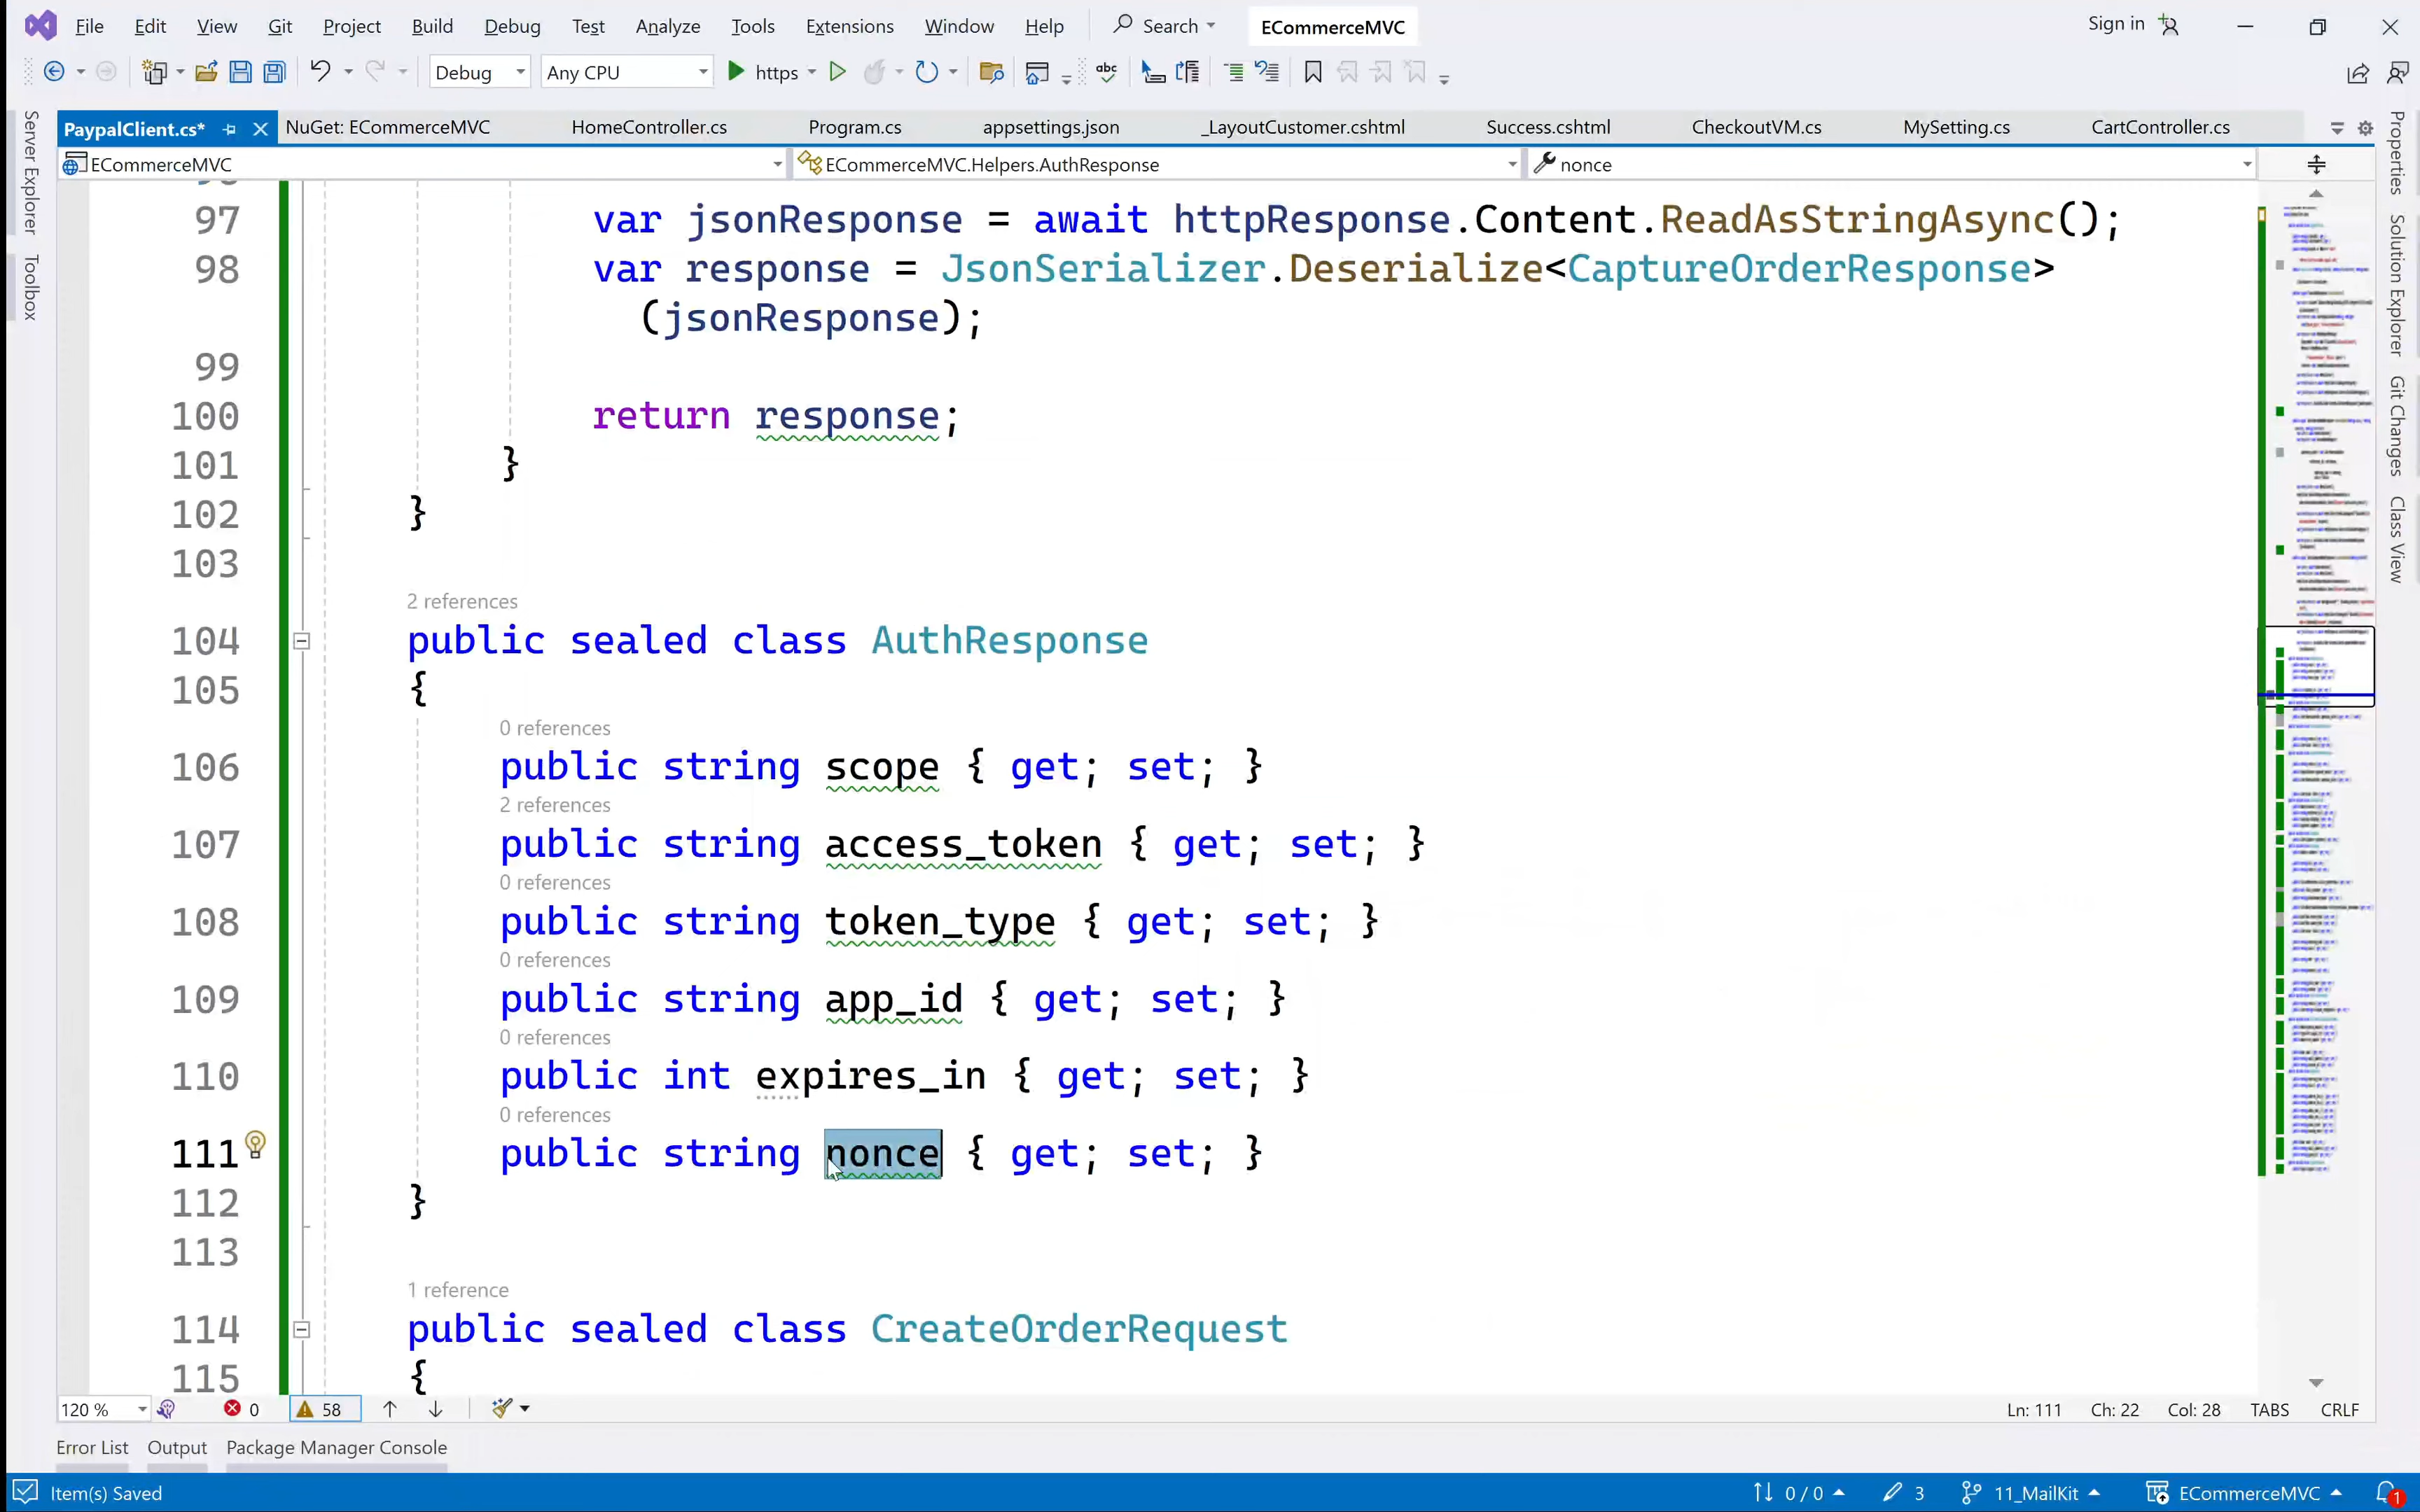 File Edit View Git Project Build Debug Test Analyze Tools Extensions Window Help Search ECommerceMVC Sign in
Debug Any CPU https
PaypalClient.cs* NuGet: ECommerceMVC HomeController.cs Program.cs appsettings.json _LayoutCustomer.cshtml Success.cshtml CheckoutVM.cs MySetting.cs CartController.cs
ECommerceMVC ECommerceMVC.Helpers.AuthResponse nonce
Server Explorer
Toolbox
Properties
Solution Explorer
Git Changes
Class View
97 var jsonResponse = await httpResponse.Content.ReadAsStringAsync();
98 var response = JsonSerializer.Deserialize<CaptureOrderResponse>
(jsonResponse);
99
100 return response;
101 }
102 }
103
2 references
104 public sealed class AuthResponse
105 {
0 references
106 public string scope { get; set; }
2 references
107 public string access_token { get; set; }
0 references
108 public string token_type { get; set; }
0 references
109 public string app_id { get; set; }
0 references
110 public int expires_in { get; set; }
0 references
111 public string nonce { get; set; }
112 }
113
1 reference
114 public sealed class CreateOrderRequest
115 {
120 % 0 58 Ln: 111 Ch: 22 Col: 28 TABS CRLF
Error List Output Package Manager Console
Item(s) Saved 0 / 0 3 11_MailKit ECommerceMVC 1